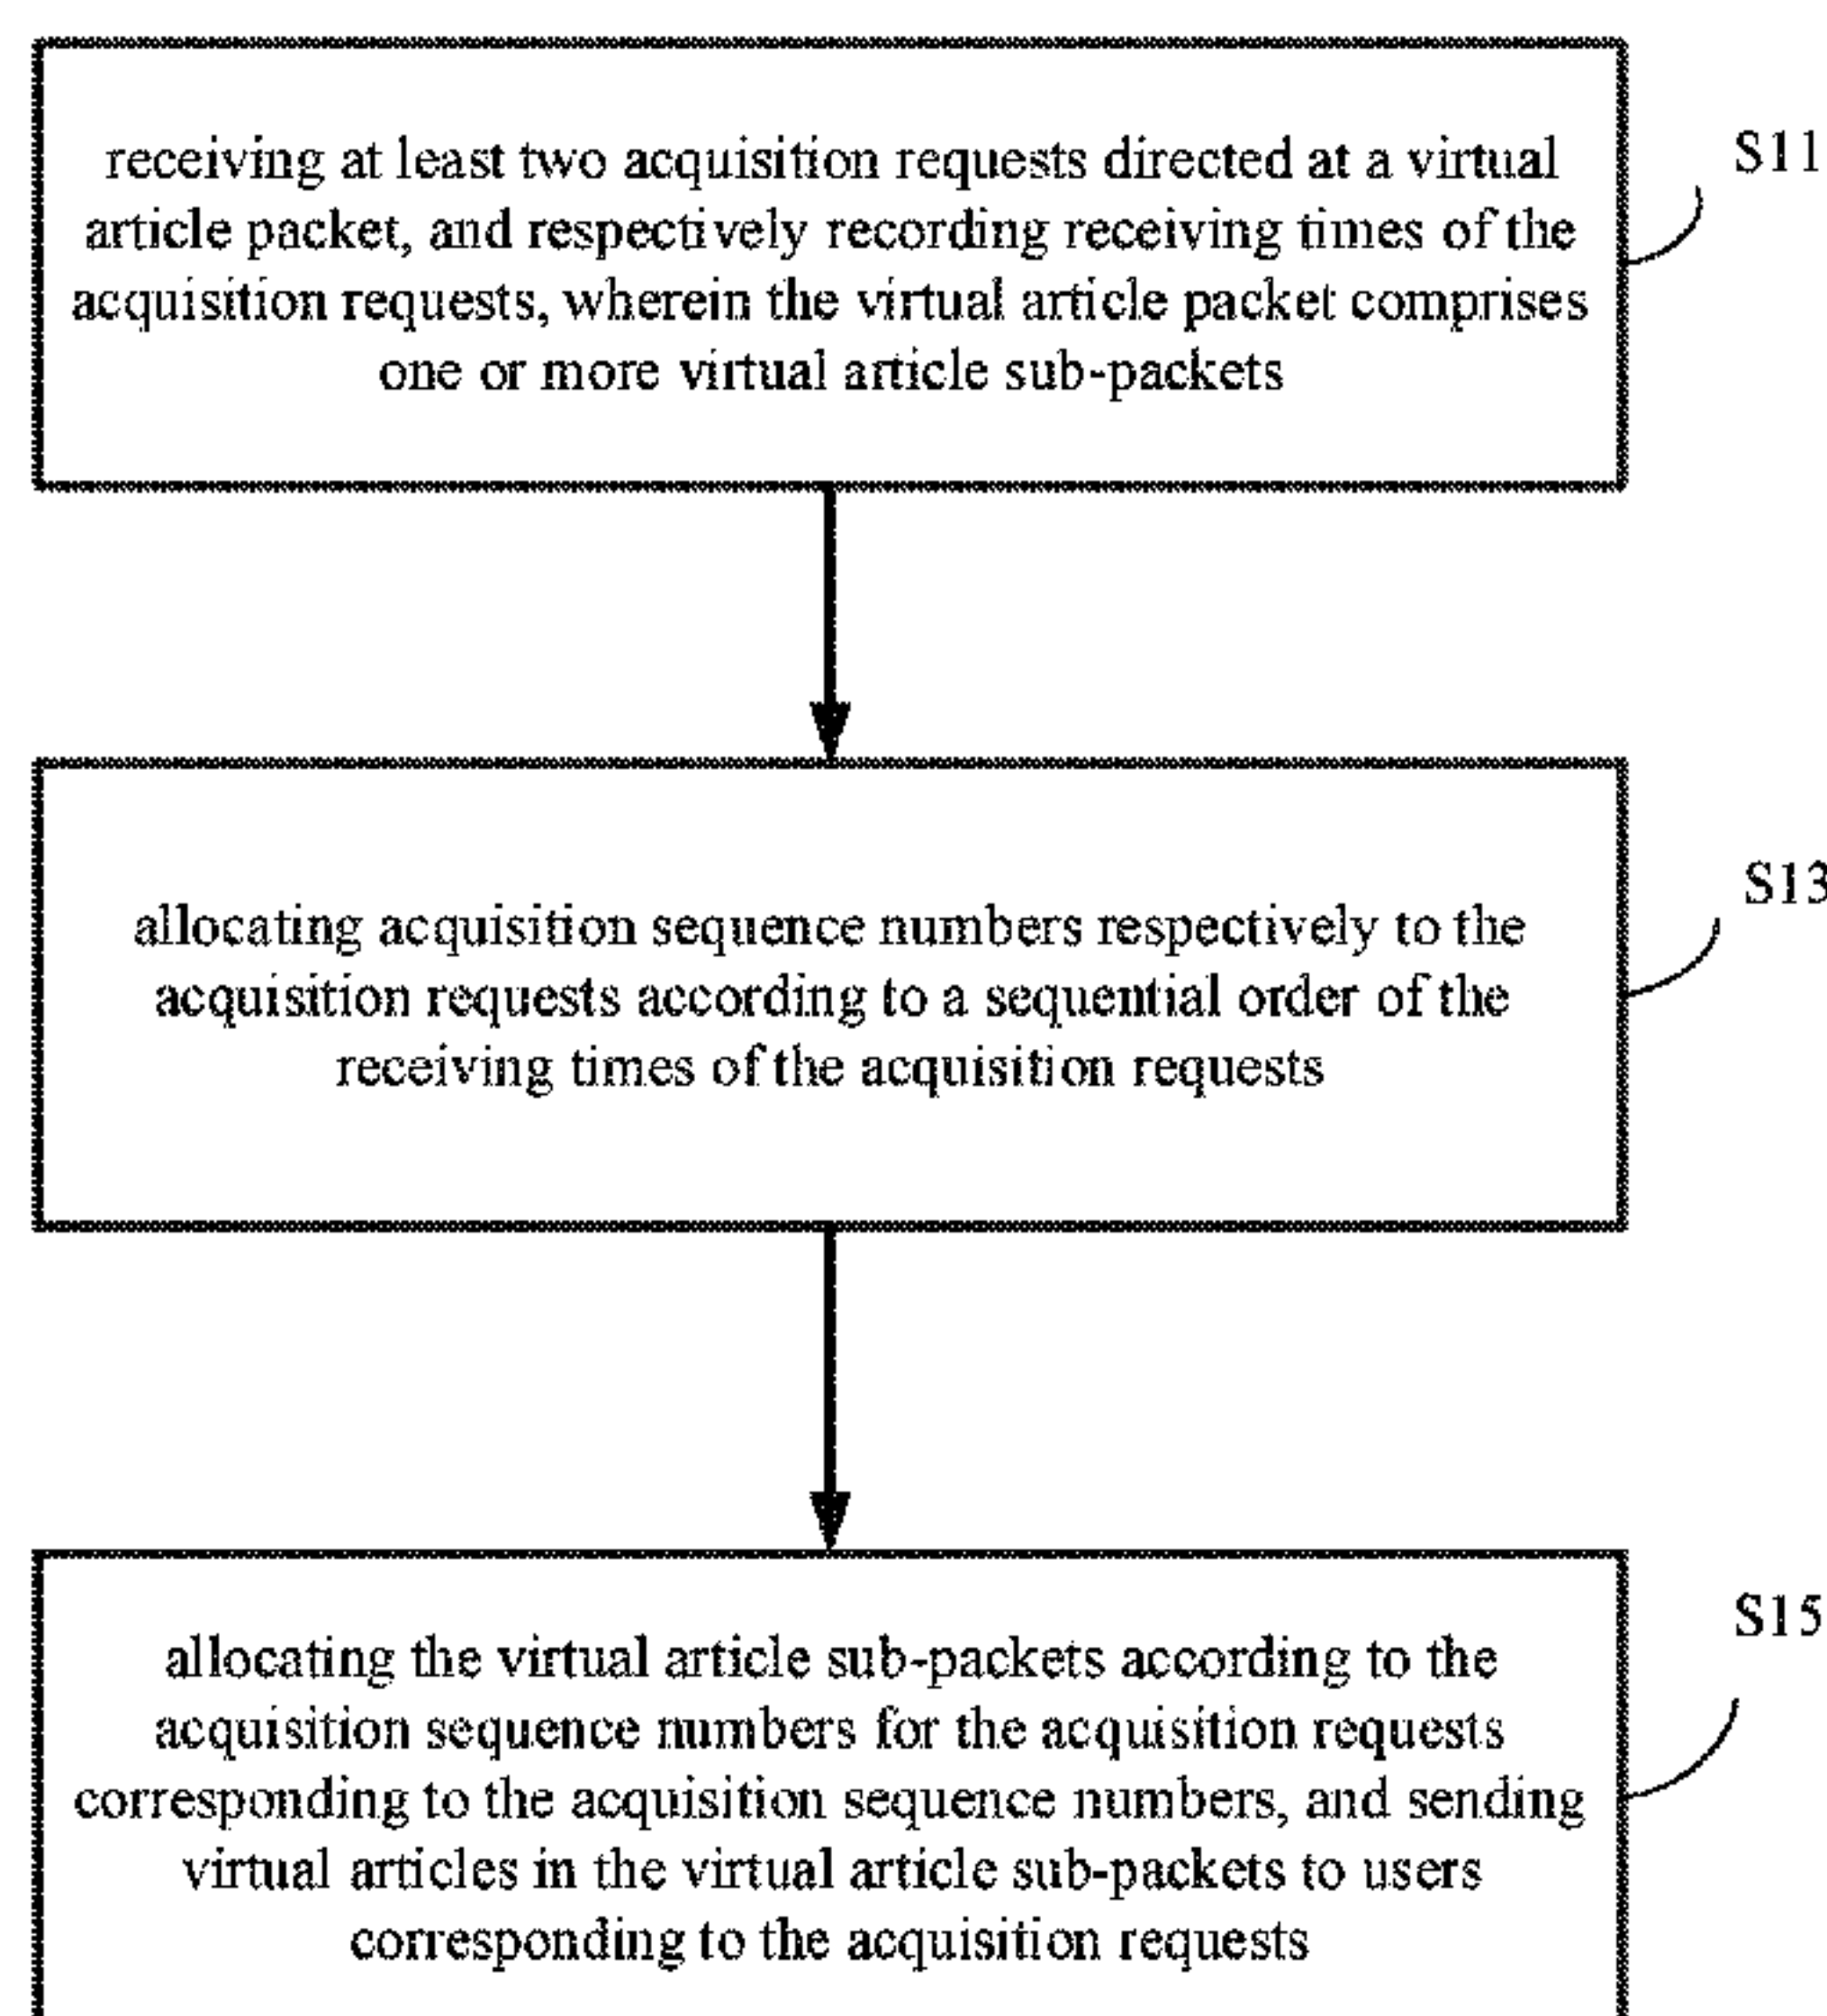 receiving at least two acquisition requests directed at a virtual
article packet, and respectively recording receiving times of the
acquisition requests, wherein the virtual article packet comprises
one or more virtual article sub-packets
S11
allocating acquisition sequence numbers respectively to the
acquisition requests according to a sequential order of the
receiving times of the acquisition requests
S13
allocating the virtual article sub-packets according to the
acquisition sequence numbers for the acquisition requests
corresponding to the acquisition sequence numbers, and sending
virtual articles in the virtual article sub-packets to users
corresponding to the acquisition requests
S15